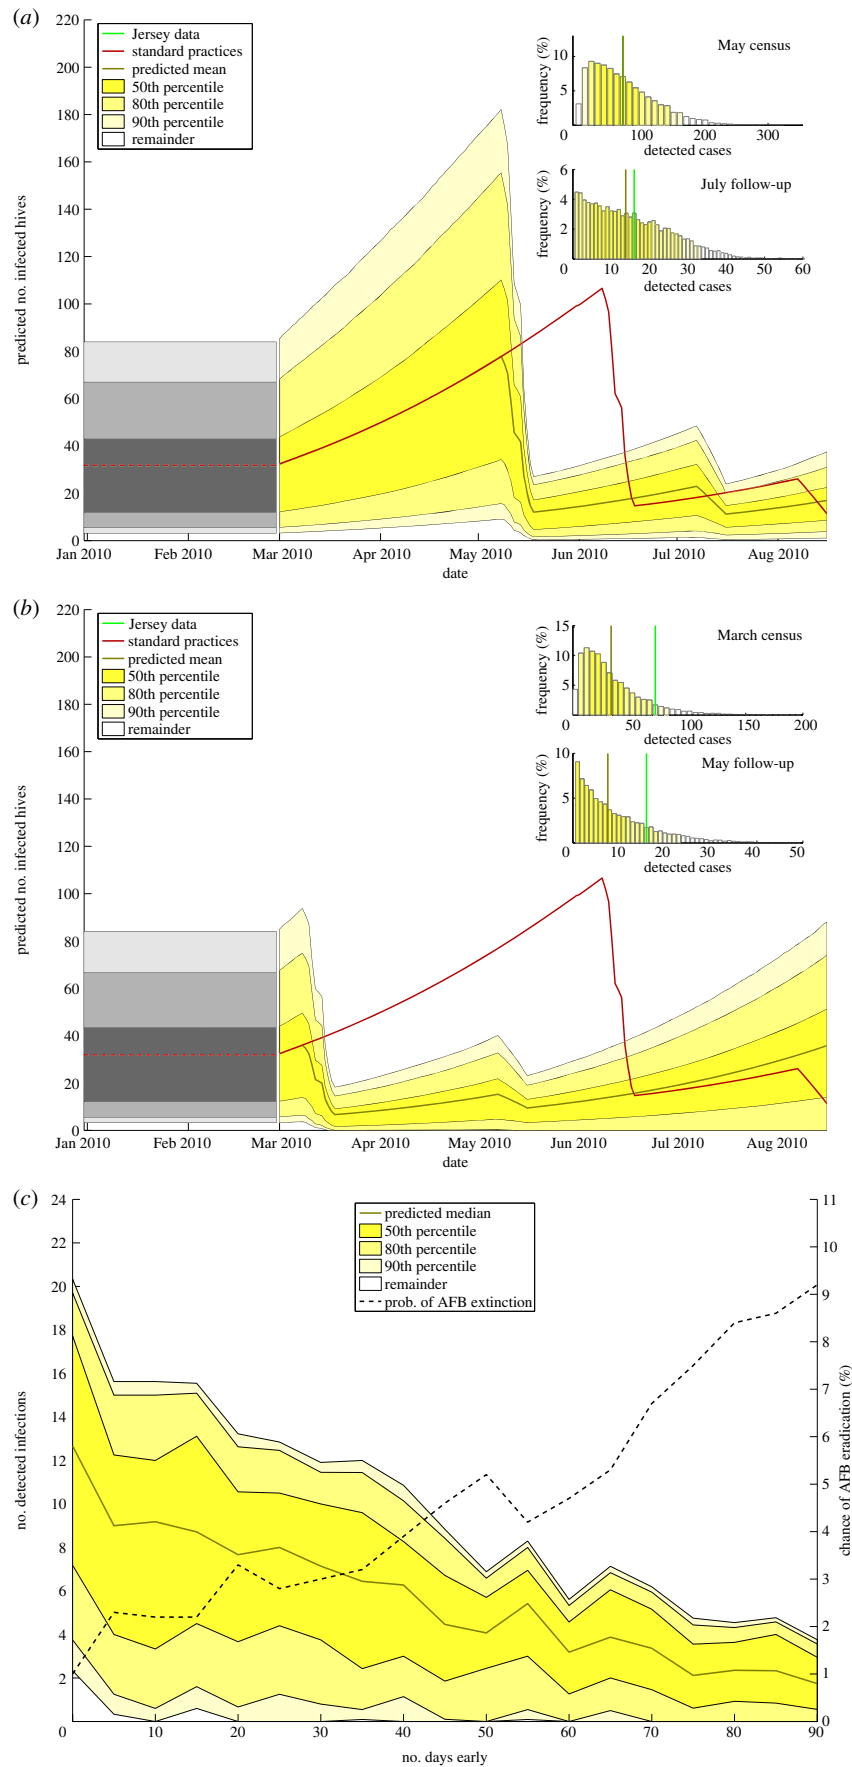 (a)
220
200
180
160
140
120
100
80
60
40
20
0
predicted no. infected hives
Jersey data
standard practices
predicted mean
50th percentile
80th percentile
90th percentile
remainder
May census
frequency (%)
10
5
0
100
200
300
detected cases
July follow-up
frequency (%)
6
4
2
0
10
20
30
40
50
60
detected cases
Jan 2010
Feb 2010
Mar 2010
Apr 2010
May 2010
Jun 2010
Jul 2010
Aug 2010
date
(b)
220
200
180
160
140
120
100
80
60
40
20
0
predicted no. infected hives
Jersey data
standard practices
predicted mean
50th percentile
80th percentile
90th percentile
remainder
March census
frequency (%)
15
10
5
0
50
100
150
200
detected cases
May follow-up
frequency (%)
10
5
0
10
20
30
40
50
detected cases
Jan 2010
Feb 2010
Mar 2010
Apr 2010
May 2010
Jun 2010
Jul 2010
Aug 2010
date
(c)
24
22
20
18
16
14
12
10
8
6
4
2
0
no. detected infections
predicted median
50th percentile
80th percentile
90th percentile
remainder
prob. of AFB extinction
11
10
9
8
7
6
5
4
3
2
1
0
chance of AFB eradication (%)
10
20
30
40
50
60
70
80
90
no. days early